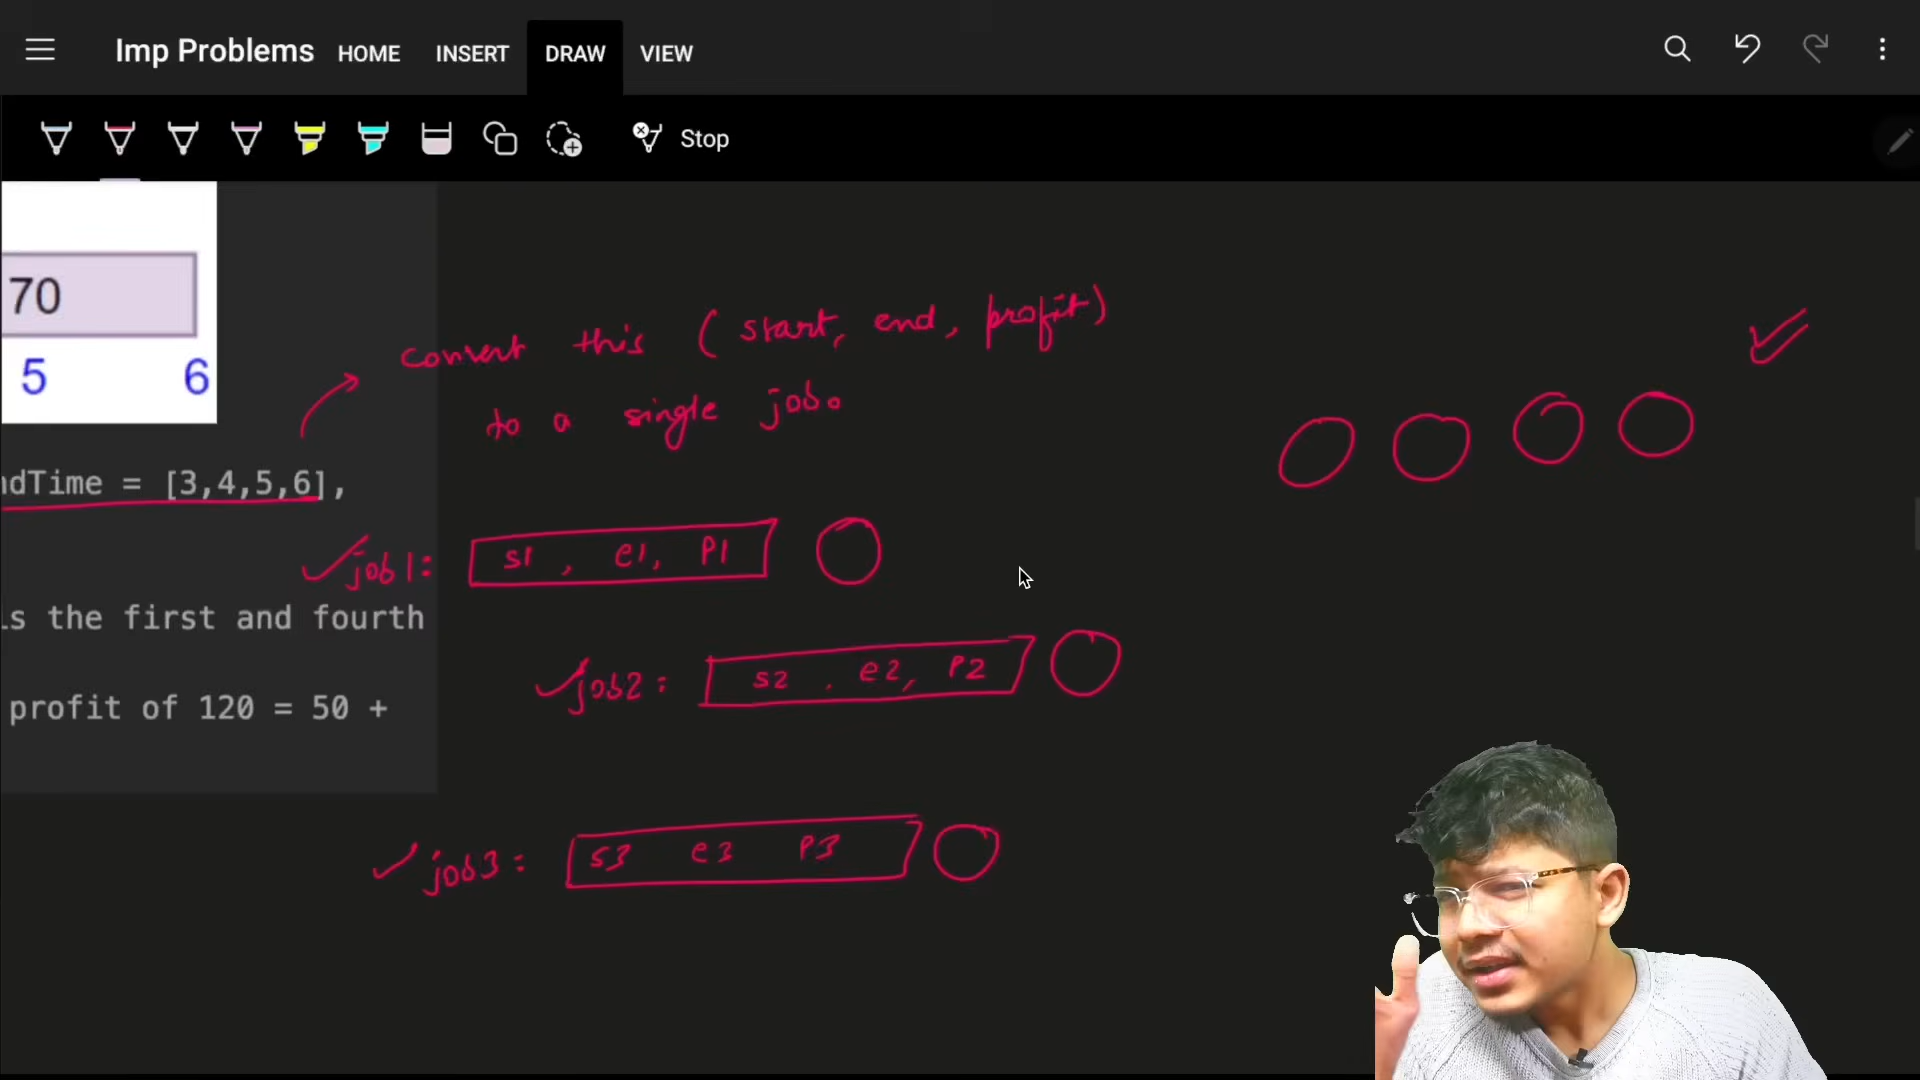 Imp Problems HOME INSERT DRAW VIEW
Stop
70
5 6
convert this (start, end, profit)
to a single job.
ndTime = [3,4,5,6],
job1: s1 , e1, P1
is the first and fourth
job2: s2 . e2, P2
profit of 120 = 50 +
job3: s3 e3 P3